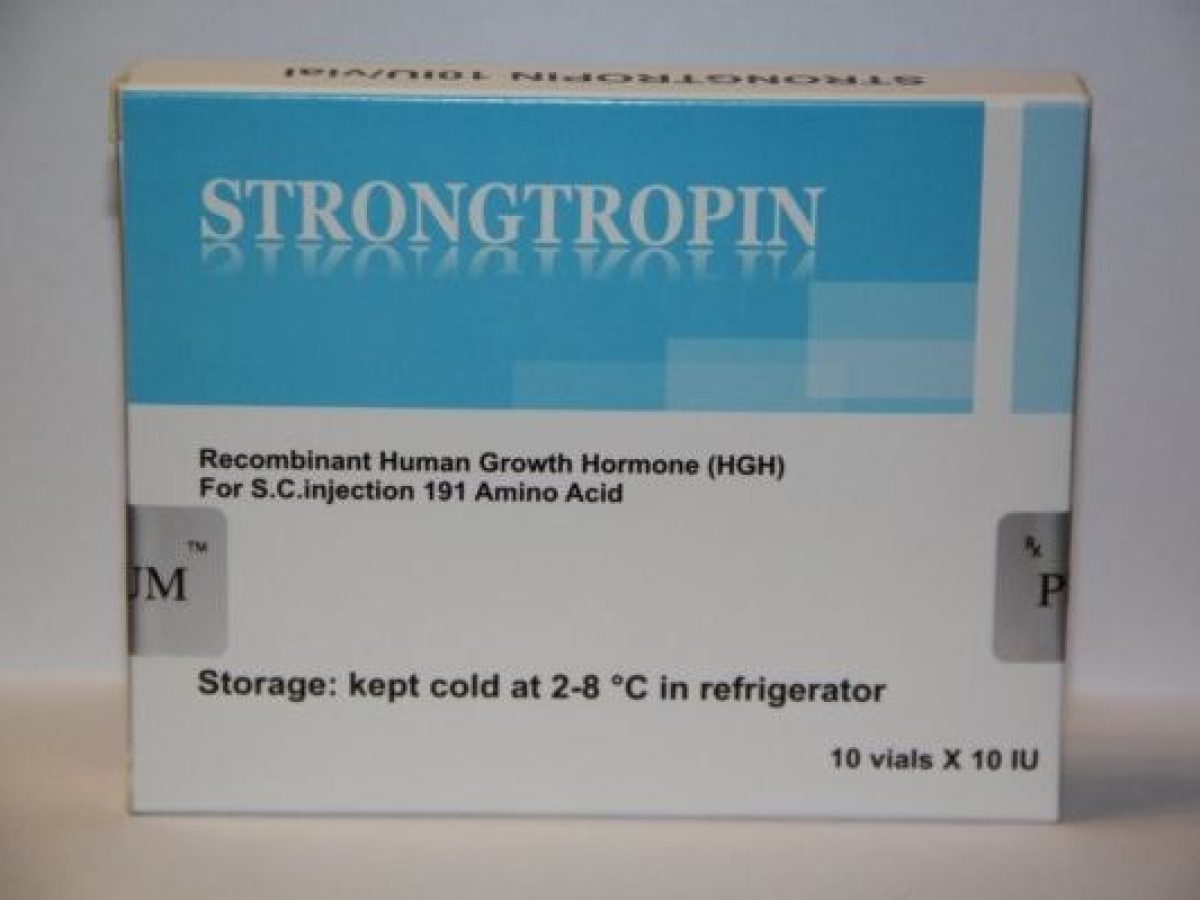 STRONGTROPIN 10IU/vial
STRONGTROPIN
Recombinant Human Growth Hormone (HGH)
For S.C.injection 191 Amino Acid
UM™
Rx
P
Storage: kept cold at 2-8 °C in refrigerator
10 vials X 10 IU